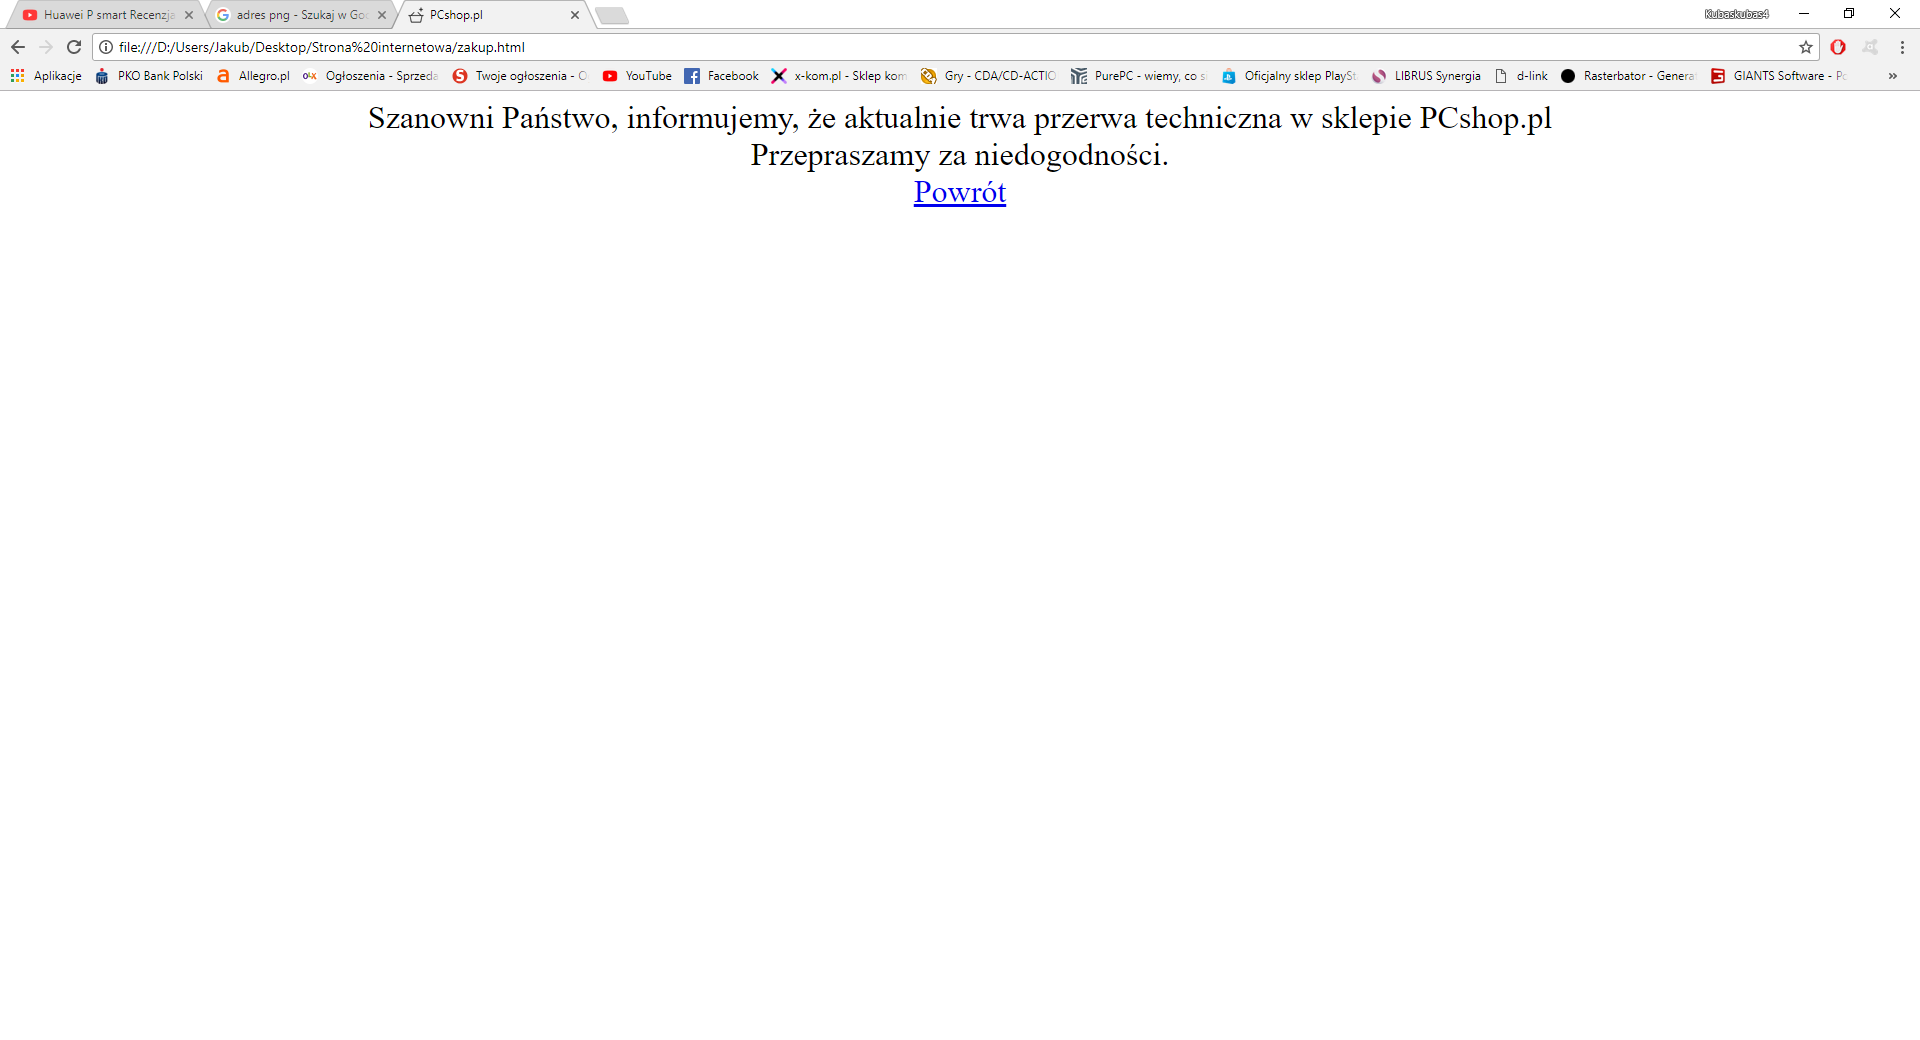 Huawei P smart Recenzja
adres png - Szukaj w Goo
PCshop.pl
Kubaskubas4
file:///D:/Users/Jakub/Desktop/Strona%20internetowa/zakup.html
Aplikacje PKO Bank Polski Allegro.pl Ogłoszenia - Sprzeda Twoje ogłoszenia - O YouTube Facebook x-kom.pl - Sklep kom Gry - CDA/CD-ACTIO PurePC - wiemy, co s Oficjalny sklep PlaySt LIBRUS Synergia d-link Rasterbator - Genera GIANTS Software - Po »
Szanowni Państwo, informujemy, że aktualnie trwa przerwa techniczna w sklepie PCshop.pl
Przepraszamy za niedogodności.
Powrót